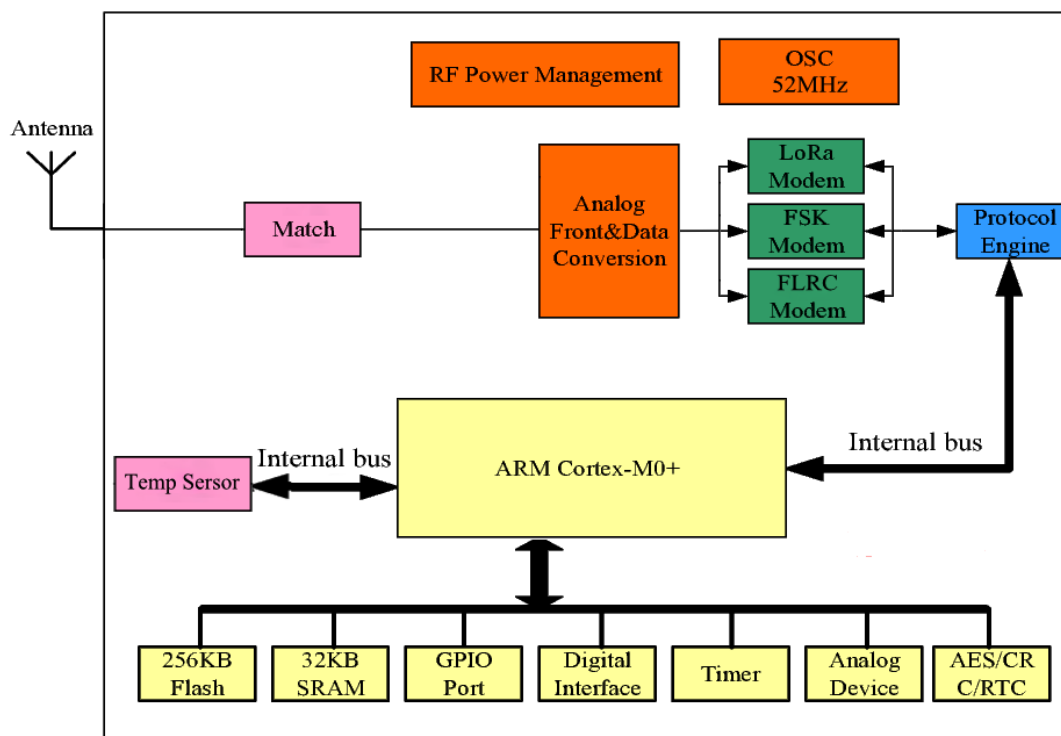 RF Power Management
OSC
52MHz
Antenna
LoRa
Modem
Match
Analog
Front&Data
Conversion
FSK
Modem
Protocol
Engine
FLRC
Modem
Internal bus
Internal bus
Temp Sersor
ARM Cortex-M0+
256KB
Flash
32KB
SRAM
GPIO
Port
Digital
Interface
Timer
Analog
Device
AES/CR
C/RTC